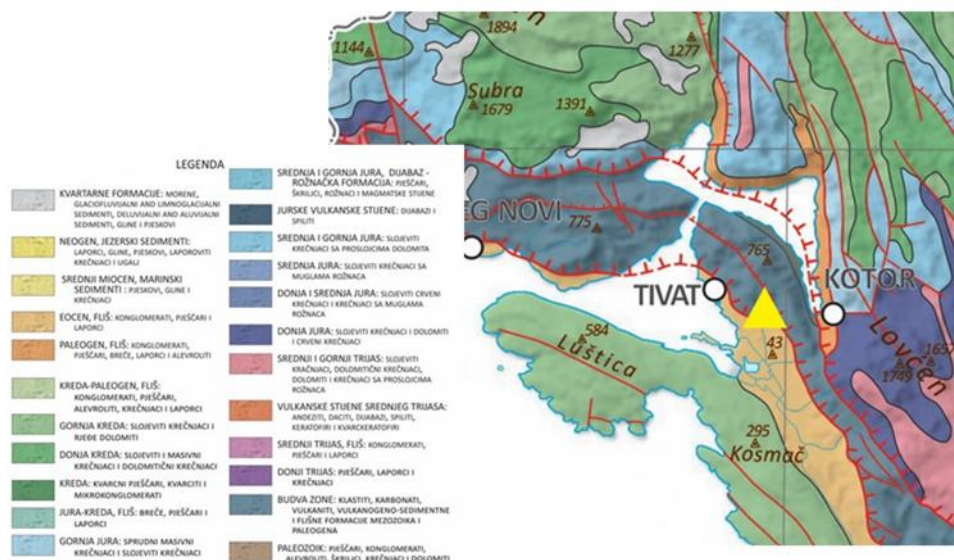 1144
1894
n
1277
Subra
1679
1391
LEGENDA
KVARTARNE FORMACIJE: MORENE,
GLACIOFLUVIJALNI AND LIMNOGLACIJALNI
SEDIMENTI, DELUVIJALNI AND ALUVIJALNI
SEDIMENTI, GLINE I PJESKOVI
NEOGEN, JEZERSKI SEDIMENTI:
LAPORCI, GLINE, PJESKOVI, LAPOROVITI
KREČNJACI I UGALJ
SREDNJI MIOCEN, MARINSKI
SEDIMENTI : PJESKOVI, GLINE I
KREČNJACI
EOCEN, FLIŠ: KONGLOMERATI, PJEŠČARI I
LAPORCI
PALEOGEN, FLIŠ: KONGLOMERATI,
PJEŠČARI, BREČE, LAPORCI I ALEVROLITI
KREDA-PALEOGEN, FLIŠ:
KONGLOMERATI, PJEŠČARI,
ALEVROLITI, KREČNJACI I LAPORCI
GORNJA KREDA: SLOJEVITI KREČNJACI I
RJEĐE DOLOMITI
DONJA KREDA: SLOJEVITI I MASIVNI
KREČNJACI I DOLOMITIČNI KREČNJACI
KREDA: KVARCNI PJEŠČARI, KVARCITI I
MIKROKONGLOMERATI
JURA-KREDA, FLIŠ: BREČE, PJEŠČARI I
LAPORCI
GORNJA JURA: SPRUDNI MASIVNI
KREČNJACI I SLOJEVITI KREČNJACI
SREDNJA I GORNJA JURA, DIJABAZ -
ROŽNAČKA FORMACIJA: PJEŠČARI,
ŠKRILJCI, ROŽNACI I MAGMATSKE STIJENE
JURSKE VULKANSKE STIJENE: DIJABAZI I
SPILITI
SREDNJA I GORNJA JURA: SLOJEVITI
KREČNJACI SA PROSLOJCIMA DOLOMITA
SREDNJA JURA: SLOJEVITI KREČNJACI SA
MUGLAMA ROŽNACA
DONJA I SREDNJA JURA: SLOJEVITI CRVENI
KREČNJACI I KREČNJACI SA MUGLAMA
ROŽNACA
DONJA JURA: SLOJEVITI KREČNJACI I DOLOMITI
I CRVENI KREČNJACI
SREDNJI I GORNJI TRIJAS: SLOJEVITI
KRAČNJACI, DOLOMITIČNI KREČNJACI,
DOLOMITI I KREČNJACI SA PROSLOJCIMA
ROŽNACA
VULKANSKE STIJENE SREDNJEG TRIJASA:
ANDEZITI, DACITI, DIJABAZI, SPILITI,
KERATOFIRI I KVARCKERATOFIRI
SREDNJI TRIJAS, FLIŠ: KONGLOMERATI,
PJEŠČARI I LAPORCI
DONJI TRIJAS: PJEŠČARI, LAPORCI I
KREČNJACI
BUDVA ZONE: KLASTITI, KARBONATI,
VULKANITI, VULKANOGENO-SEDIMENTNE
I FLIŠNE FORMACIJE MEZOZOIKA I
PALEOGENA
PALEOZOIK: PJEŠČARI, KONGLOMERATI,
ALEVROLITI, ŠKRILJCI, KREČNJACI I DOLOMITI
EG NOVI
775
765
TIVAT
KOTOR
43
584
Luštica
Lovćen
1657
1749
295
Kosmač